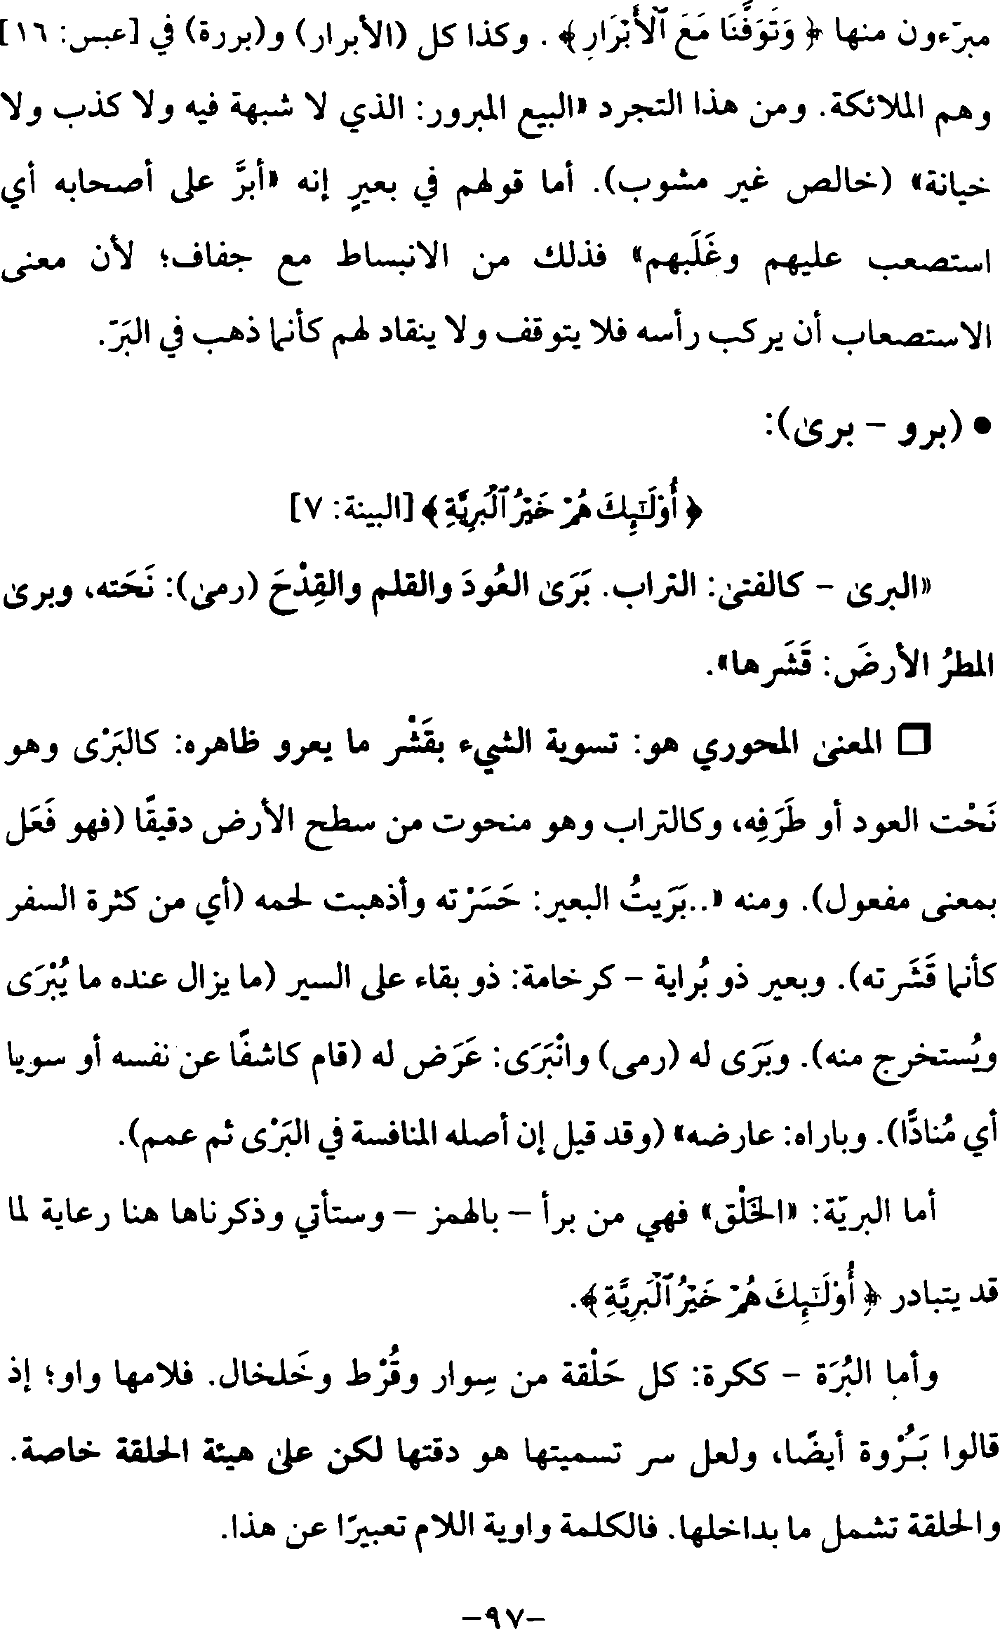 مبرّءون منها ﴿ وَتَوَفَّنَا مَعَ ٱلْأَبْرَارِ ﴾ . وكذا كل (الأبرار) و(بررة) في [عبس: ١٦]
وهم الملائكة. ومن هذا التجرد «البيع المبرور: الذي لا شبهة فيه ولا كذب ولا
خيانة» (خالص غير مشوب). أما قولهم في بعيرٍ إنه «أبرَّ على أصحابه أي
استصعب عليهم وغَلَبهم» فذلك من الانبساط مع جفاف؛ لأن معنى
الاستصعاب أن يركب رأسه فلا يتوقف ولا ينقاد لهم كأنما ذهب في البَرّ.
• (برو – برىٰ):
﴿ أُوْلَـٰٓئِكَ هُمْ خَيْرُ ٱلْبَرِيَّةِ ﴾ [البينة: ٧]
«البرىٰ – كالفتىٰ: التراب. بَرَىٰ العُودَ والقلم والقِدْحَ (رمىٰ): نَحَته، وبرىٰ
المطرُ الأرضَ: قَشَرها».
❒ المعنىٰ المحوري هو: تسوية الشيء بقَشْر ما يعرو ظاهره: كالبَرْى وهو
نَحْت العود أو طَرَفِه، وكالتراب وهو منحوت من سطح الأرض دقيقًا (فهو فَعَل
بمعنى مفعول). ومنه «..بَرَيتُ البعير: حَسَرْته وأذهبت لحمه (أي من كثرة السفر
كأنما قَشَرته). وبعير ذو بُراية – كرخامة: ذو بقاء على السير (ما يزال عنده ما يُبْرَى
ويُستخرج منه). وبَرَى له (رمى) وانْبَرَى: عَرَض له (قام كاشفًا عن نفسه أو سويا
أي مُنادًّا). وباراه: عارضه» (وقد قيل إن أصله المنافسة في البَرْى ثم عمم).
أما البريّة: «الخَلْق» فهي من برأ – بالهمز – وستأتي وذكرناها هنا رعاية لما
قد يتبادر ﴿ أُوْلَـٰٓئِكَ هُمْ خَيْرُ ٱلْبَرِيَّةِ ﴾.
وأما البُرَة – ككرة: كل حَلْقة من سِوار وقُرْط وخَلخال. فلامها واو؛ إذ
قالوا بَُرْوة أيضًا، ولعل سر تسميتها هو دقتها لكن علىٰ هيئة الحلقة خاصة.
والحلقة تشمل ما بداخلها. فالكلمة واوية اللام تعبيرًا عن هذا.
–٩٧–